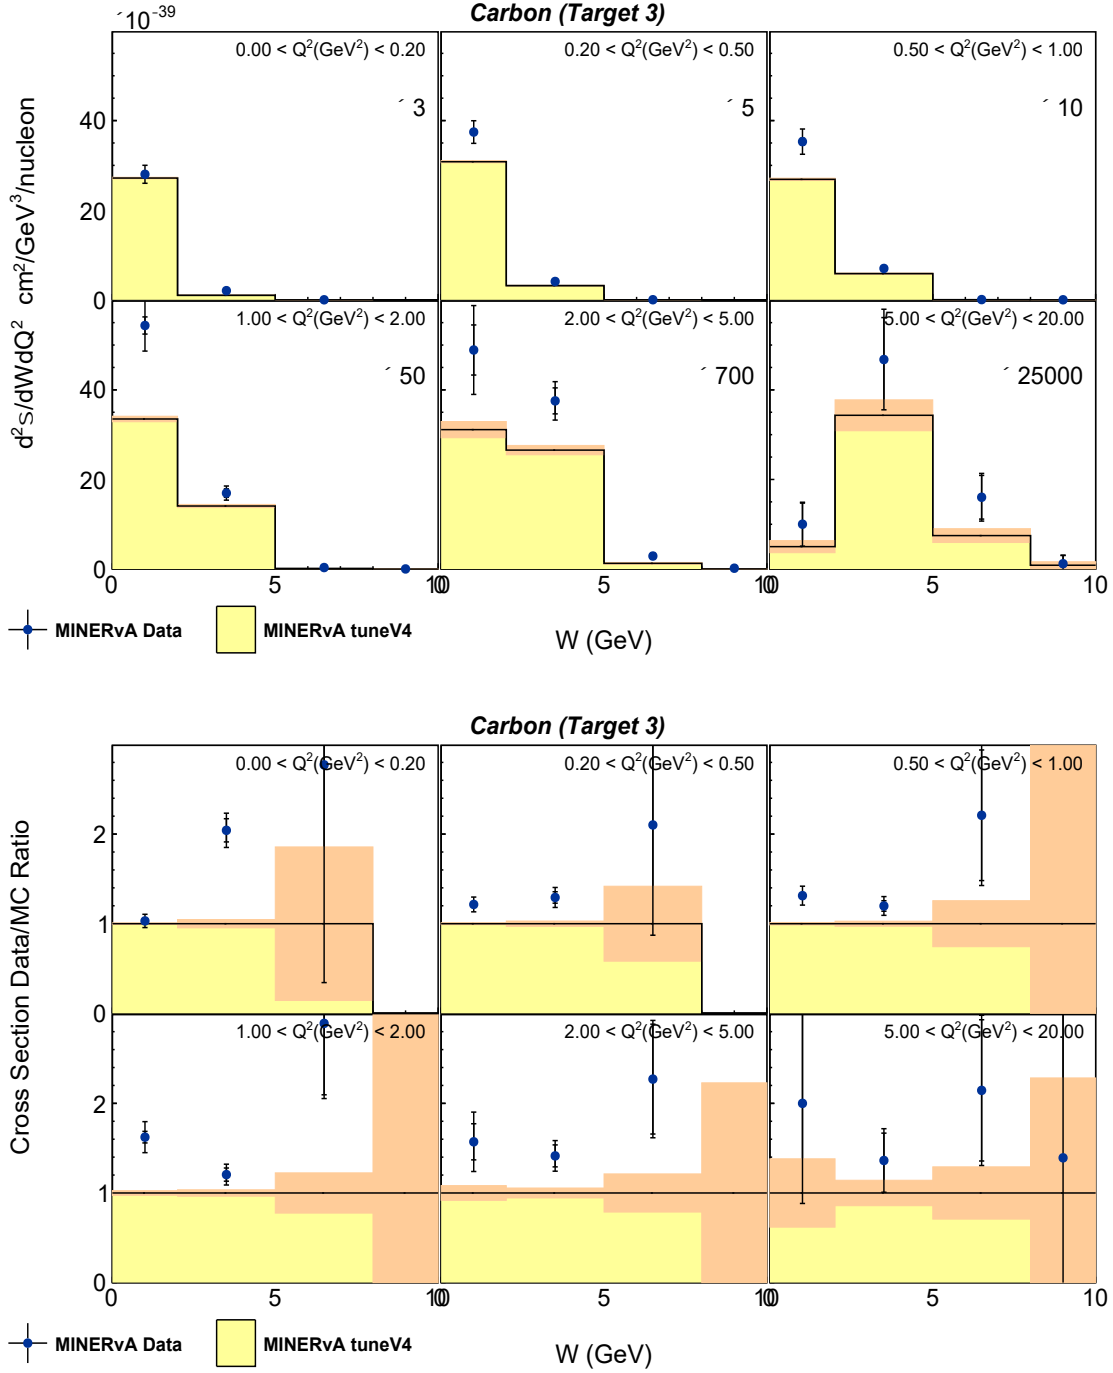 ´10⁻³⁹
Carbon (Target 3)
0.00 < Q²(GeV²) < 0.20
0.20 < Q²(GeV²) < 0.50
0.50 < Q²(GeV²) < 1.00
´ 3
´ 5
´ 10
40
20
0
d²s/dWdQ² cm²/GeV³/nucleon
1.00 < Q²(GeV²) < 2.00
2.00 < Q²(GeV²) < 5.00
5.00 < Q²(GeV²) < 20.00
´ 50
´ 700
´ 25000
40
20
0
0 5 10
0 5 10
0 5 10
MINERvA Data
MINERvA tuneV4
W (GeV)
Carbon (Target 3)
0.00 < Q²(GeV²) < 0.20
0.20 < Q²(GeV²) < 0.50
0.50 < Q²(GeV²) < 1.00
2
1
0
Cross Section Data/MC Ratio
1.00 < Q²(GeV²) < 2.00
2.00 < Q²(GeV²) < 5.00
5.00 < Q²(GeV²) < 20.00
2
1
0
0 5 10
0 5 10
0 5 10
MINERvA Data
MINERvA tuneV4
W (GeV)